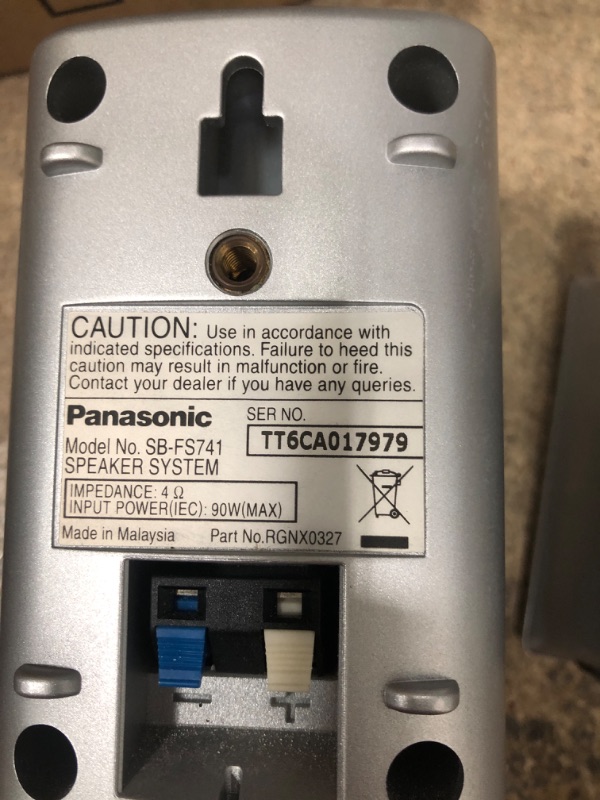 CAUTION: Use in accordance with
indicated specifications. Failure to heed this
caution may result in malfunction or fire.
Contact your dealer if you have any queries.
Panasonic SER NO.
Model No. SB-FS741 TT6CA017979
SPEAKER SYSTEM
IMPEDANCE: 4 Ω
INPUT POWER(IEC): 90W(MAX)
Made in Malaysia Part No.RGNX0327
− +